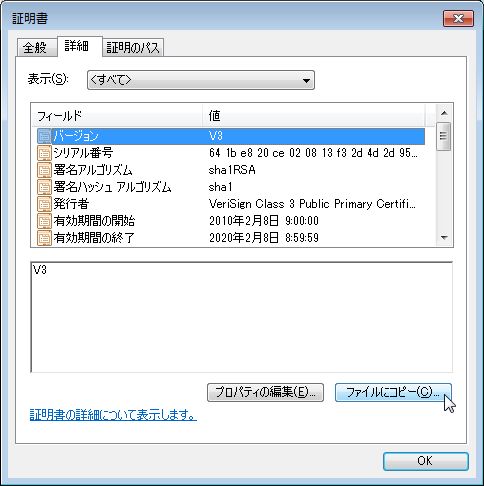 証明書
全般 詳細 証明のパス
表示(S): <すべて>
フィールド 値
バージョン V3
シリアル番号 64 1b e8 20 ce 02 08 13 f3 2d 4d 2d 95...
署名アルゴリズム sha1RSA
署名ハッシュ アルゴリズム sha1
発行者 VeriSign Class 3 Public Primary Certifi...
有効期間の開始 2010年2月8日 9:00:00
有効期間の終了 2020年2月8日 8:59:59
V3
プロパティの編集(E)... ファイルにコピー(C)...
証明書の詳細について表示します。
OK